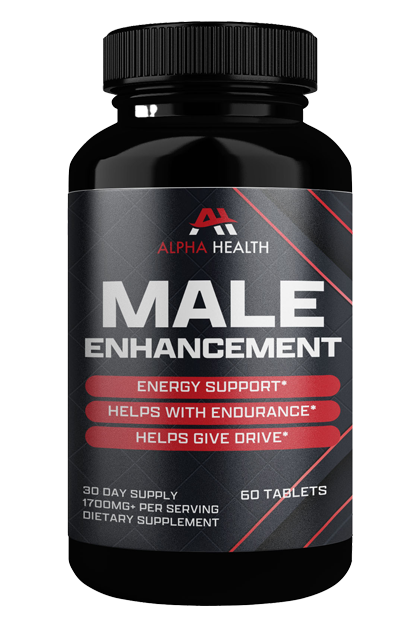 ALPHA HEALTH
MALE
ENHANCEMENT
ENERGY SUPPORT*
HELPS WITH ENDURANCE*
HELPS GIVE DRIVE*
30 DAY SUPPLY
60 TABLETS
1700MG+ PER SERVING
DIETARY SUPPLEMENT